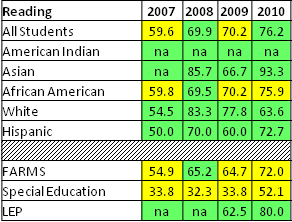 Reading 2007 2008 2009 2010
All Students 59.6 69.9 70.2 76.2
American Indian na na na na
Asian na 85.7 66.7 93.3
African American 59.8 69.5 70.2 75.9
White 54.5 83.3 77.8 63.6
Hispanic 50.0 70.0 60.0 72.7
FARMS 54.9 65.2 64.7 72.0
Special Education 33.8 32.3 33.8 52.1
LEP na na 62.5 80.0